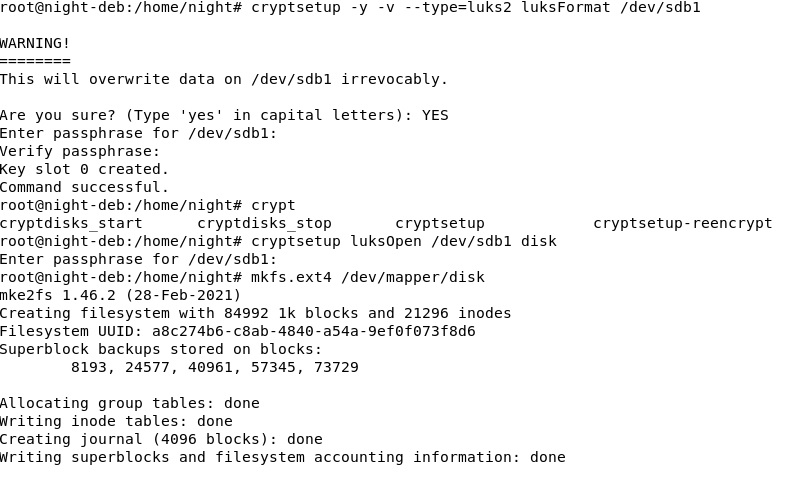 root@night-deb:/home/night# cryptsetup -y -v --type=luks2 luksFormat /dev/sdb1
WARNING!
========
This will overwrite data on /dev/sdb1 irrevocably.
Are you sure? (Type 'yes' in capital letters): YES
Enter passphrase for /dev/sdb1:
Verify passphrase:
Key slot 0 created.
Command successful.
root@night-deb:/home/night# crypt
cryptdisks_start      cryptdisks_stop       cryptsetup            cryptsetup-reencrypt
root@night-deb:/home/night# cryptsetup luksOpen /dev/sdb1 disk
Enter passphrase for /dev/sdb1:
root@night-deb:/home/night# mkfs.ext4 /dev/mapper/disk
mke2fs 1.46.2 (28-Feb-2021)
Creating filesystem with 84992 1k blocks and 21296 inodes
Filesystem UUID: a8c274b6-c8ab-4840-a54a-9ef0f073f8d6
Superblock backups stored on blocks:
        8193, 24577, 40961, 57345, 73729
Allocating group tables: done
Writing inode tables: done
Creating journal (4096 blocks): done
Writing superblocks and filesystem accounting information: done